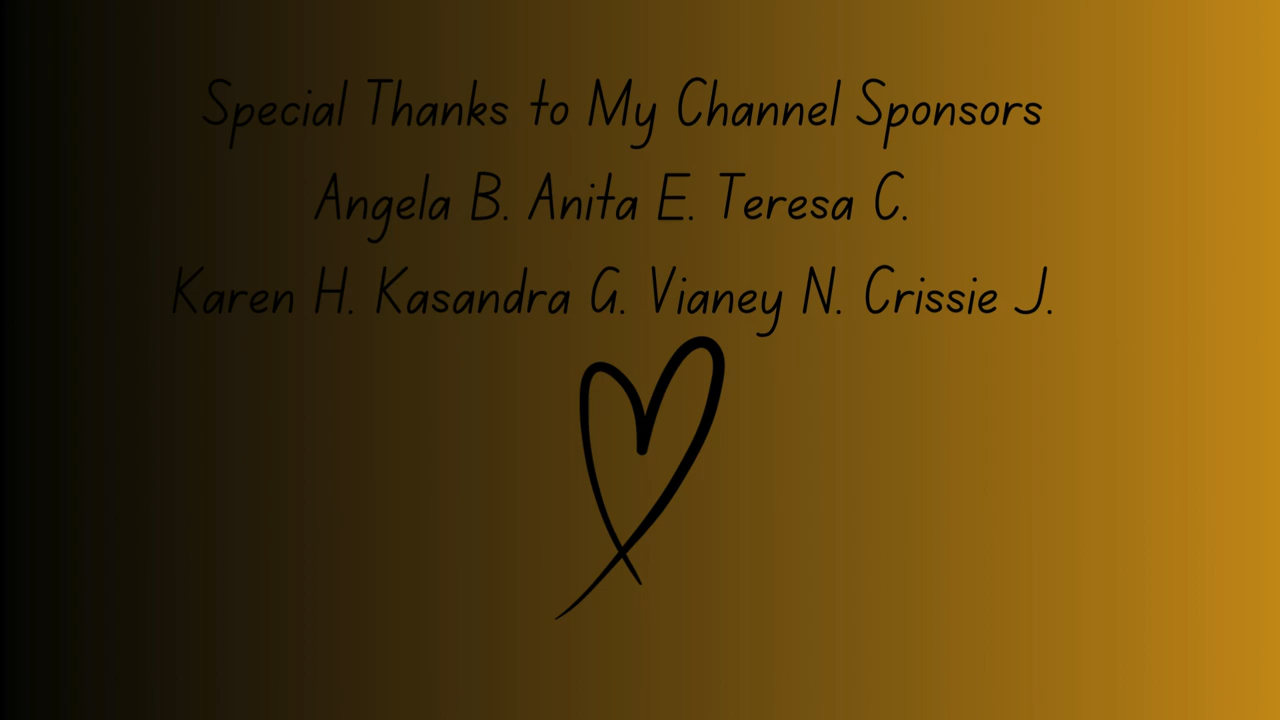 Special Thanks to My Channel Sponsors
Angela B. Anita E. Teresa C.
Karen H. Kasandra G. Vianey N. Crissie J.